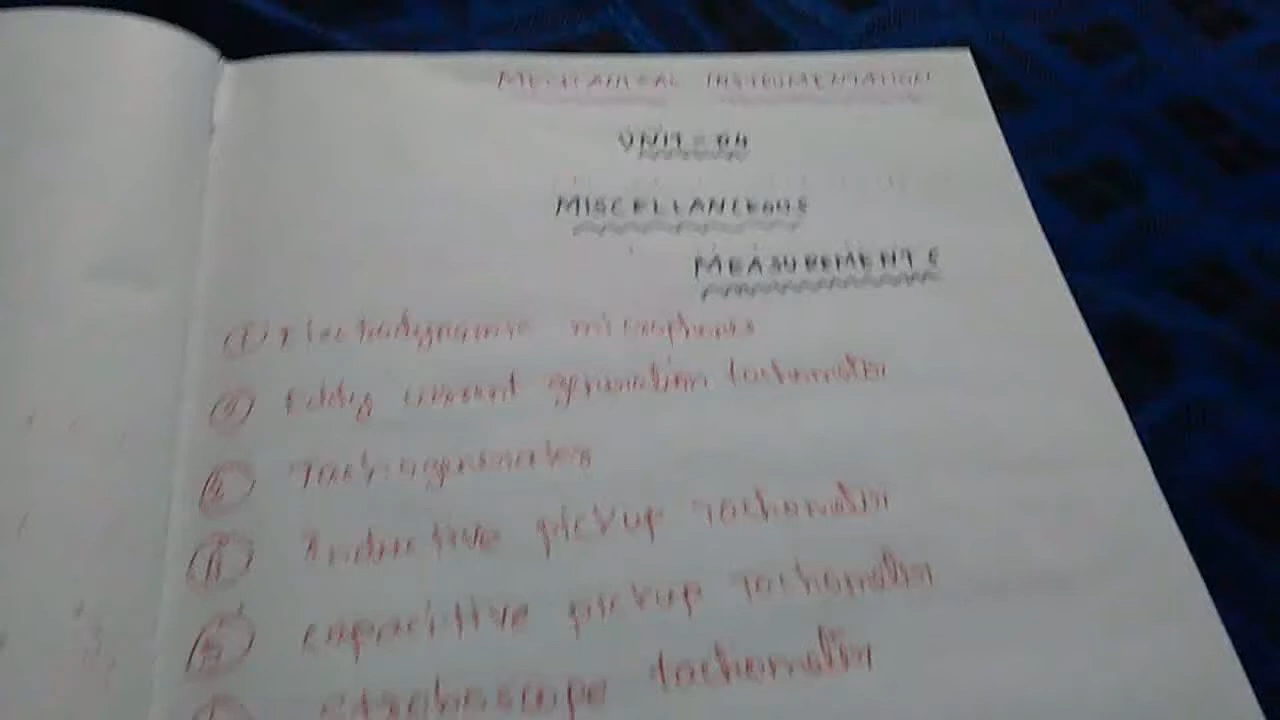 MECHANICAL INSTRUMENTATION
UNIT = 04
MISCELLANEOUS
MEASUREMENTS
① Electrodynamic microphones
② Eddy current generation tachometer
Tachogenerator
④ Inductive pickup Tachometer
⑤ Capacitive pickup Tachometer
Stroboscope tachometer